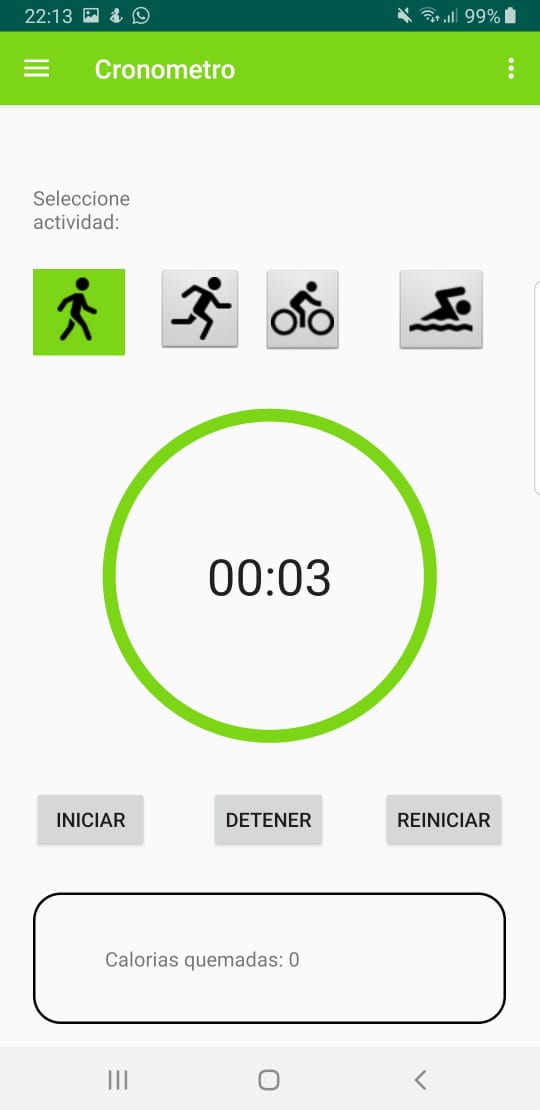 22:13 99%
Cronometro
Seleccione
actividad:
00:03
INICIAR DETENER REINICIAR
Calorias quemadas: 0